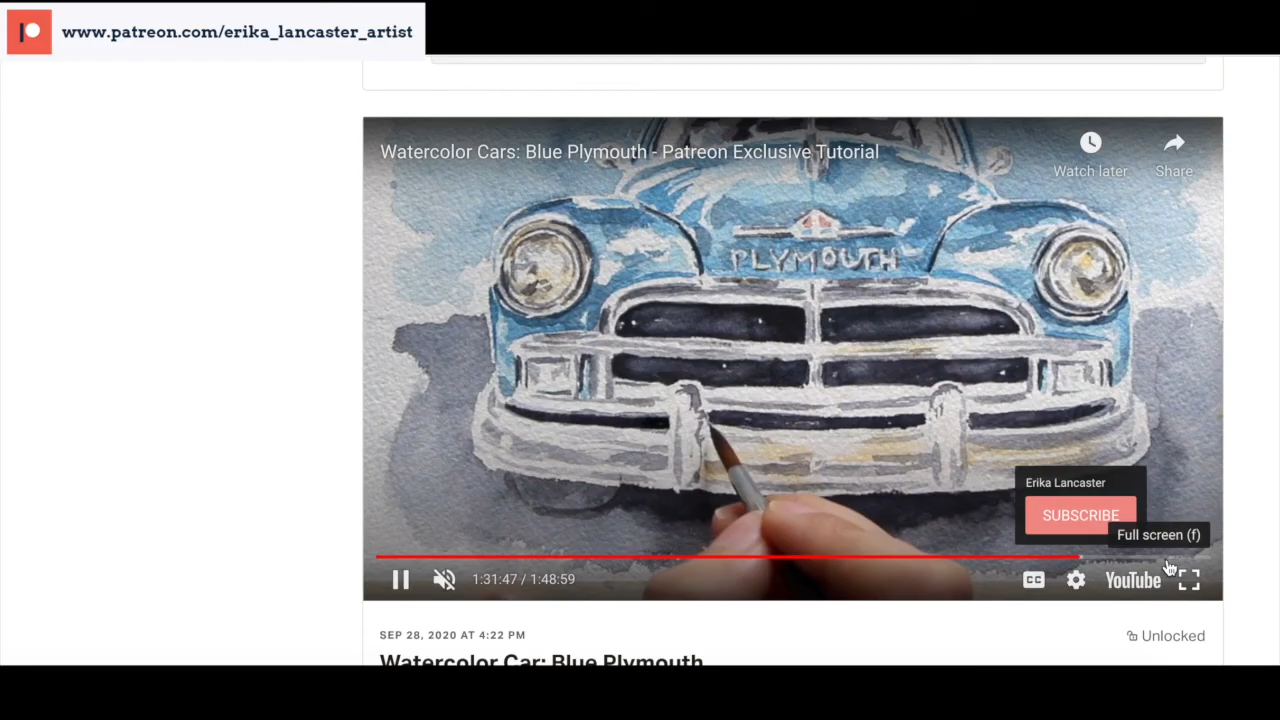 www.patreon.com/erika_lancaster_artist
Watercolor Cars: Blue Plymouth - Patreon Exclusive Tutorial
Watch later
Share
PLYMOUTH
Erika Lancaster
SUBSCRIBE
Full screen (f)
1:31:47 / 1:48:59
CC
YouTube
SEP 28, 2020 AT 4:22 PM
Unlocked
Watercolor Car: Blue Plymouth